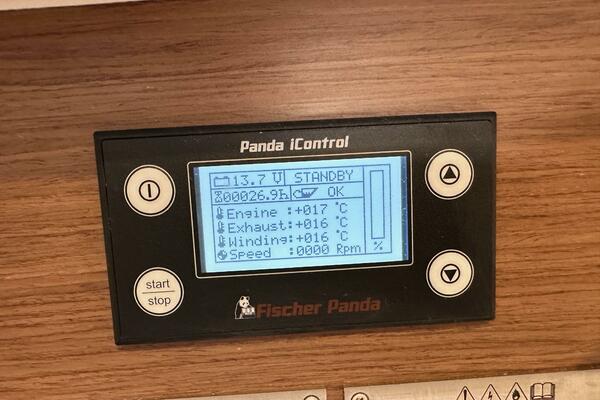 Panda iControl
13.7 V STANDBY
00026.9h OK
Engine :+017 °C
Exhaust:+016 °C
Winding:+016 °C
Speed :0000 Rpm
%
start
stop
Fischer Panda